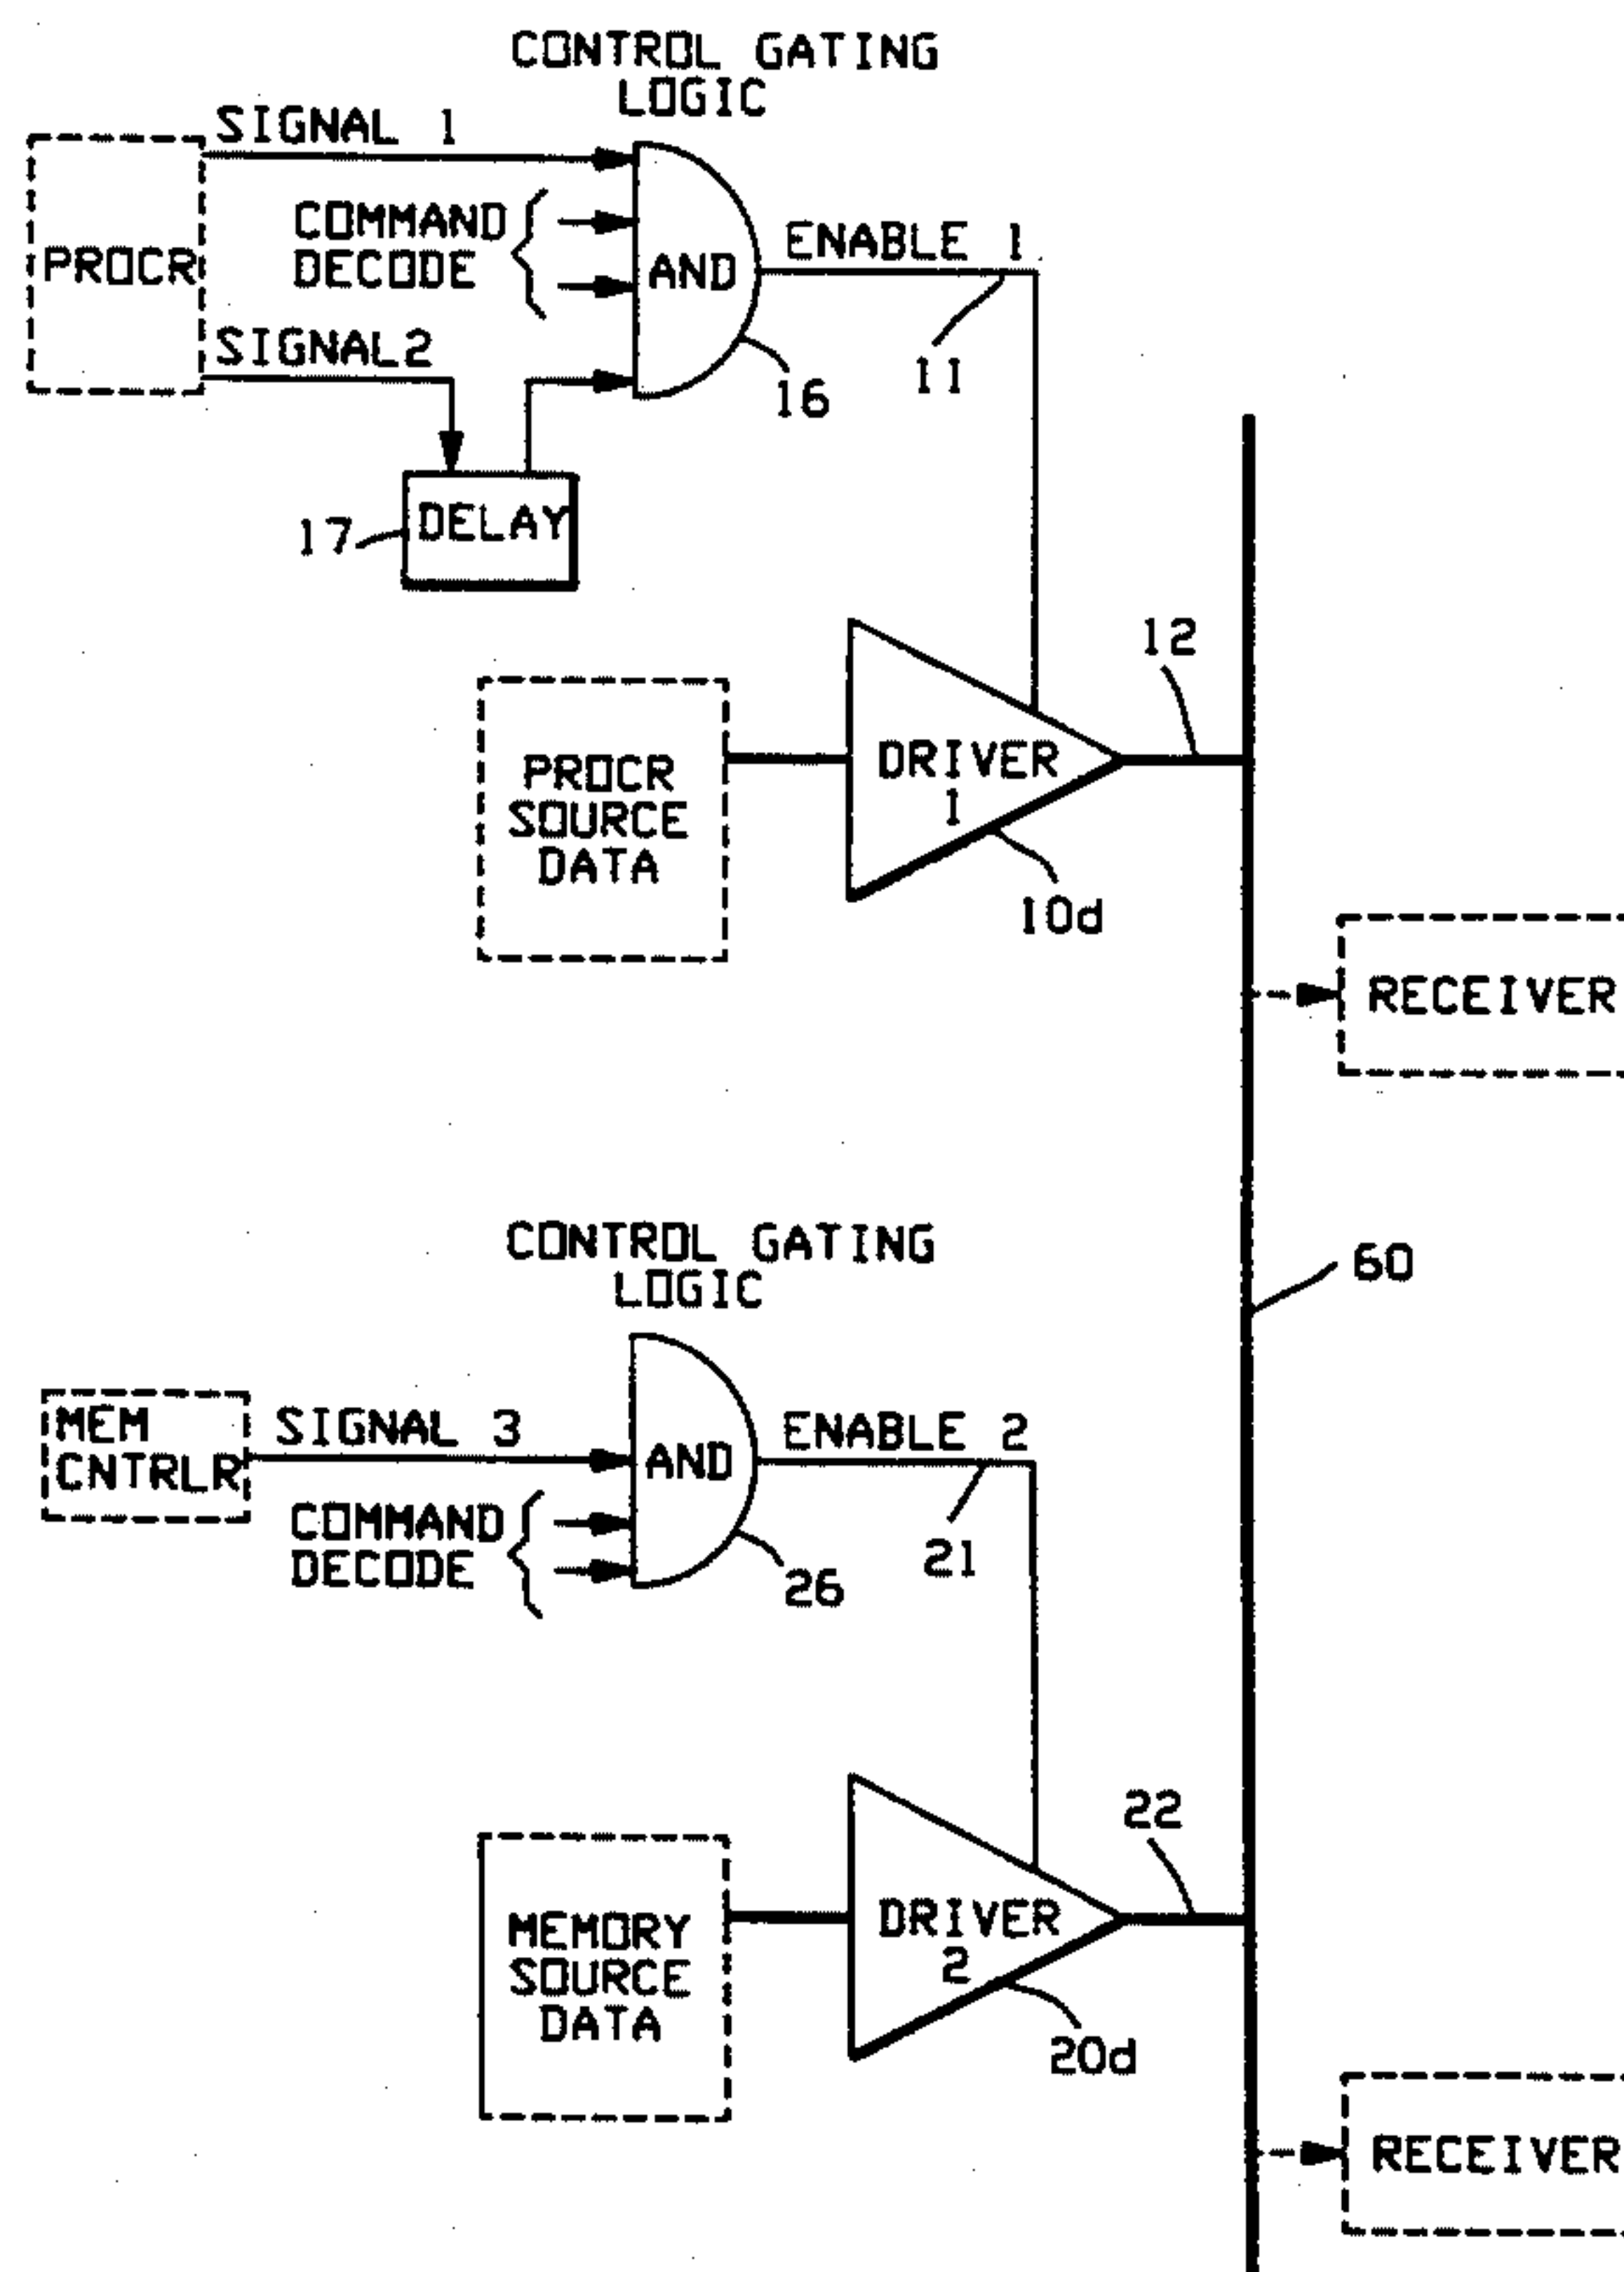 CONTROL GATING
LOGIC
SIGNAL 1
COMMAND
DECODE
PROCR
AND
ENABLE 1
SIGNAL2
11
16
DELAY
17
12
PROCR
SOURCE
DATA
DRIVER
1
10d
RECEIVER
CONTROL GATING
LOGIC
60
MEM
CNTRLR
SIGNAL 3
AND
ENABLE 2
COMMAND
DECODE
21
26
22
MEMORY
SOURCE
DATA
DRIVER
2
20d
RECEIVER